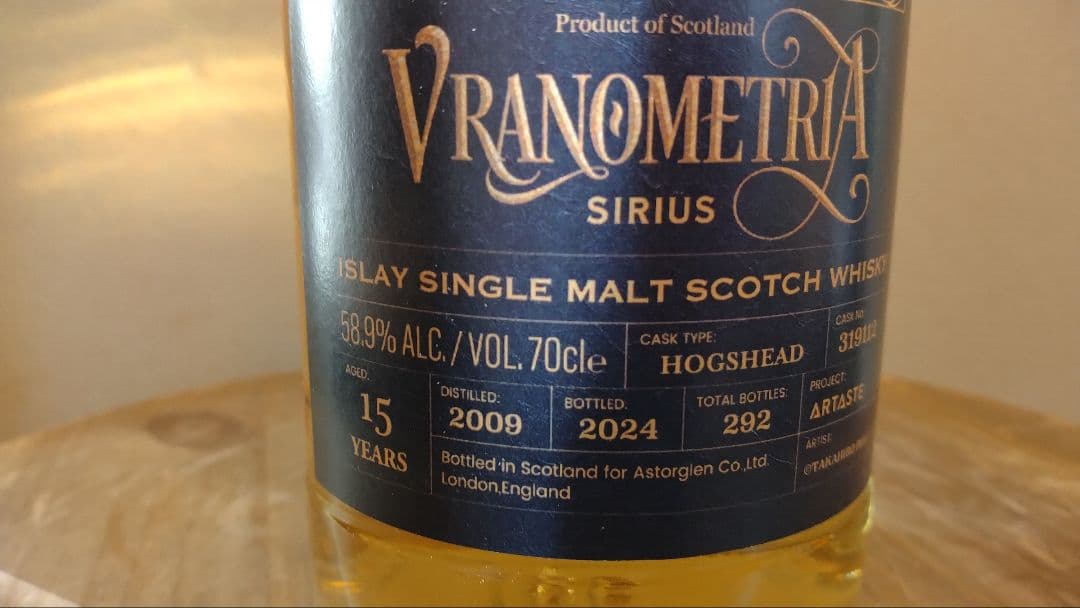 Product of Scotland
VRANOMETRIA
SIRIUS
ISLAY SINGLE MALT SCOTCH WHISKY
58.9% ALC. / VOL. 70cle
CASK TYPE:
HOGSHEAD
CASK NO.
AGED:
15
YEARS
DISTILLED:
2009
BOTTLED:
2024
TOTAL BOTTLES:
292
PROJECT:
ARTASTE
Bottled in Scotland for Astorglen Co.,Ltd.
London,England
ARTIST: